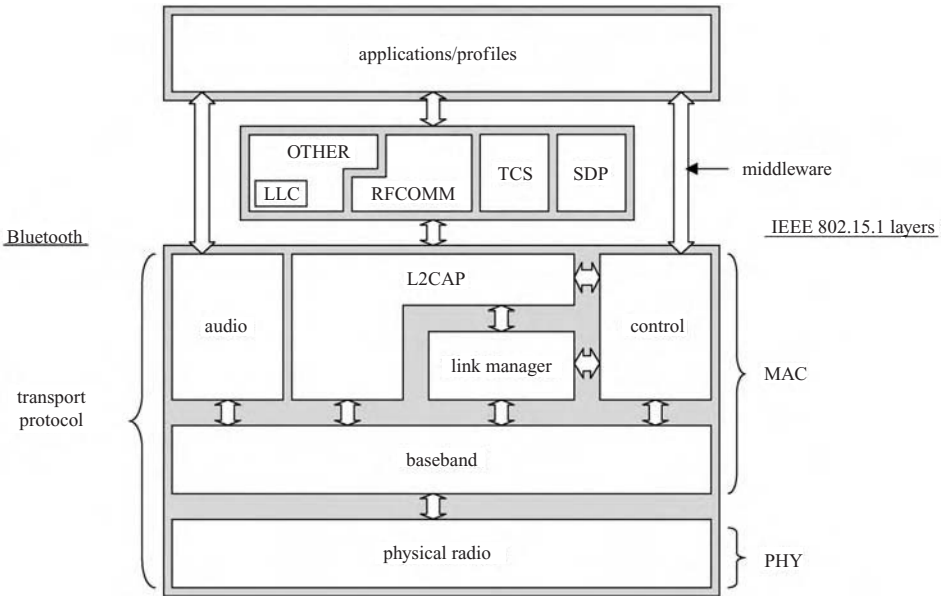 applications/profiles
OTHER
LLC
RFCOMM
TCS
SDP
middleware
Bluetooth
IEEE 802.15.1 layers
audio
L2CAP
link manager
control
MAC
transport
protocol
baseband
physical radio
PHY